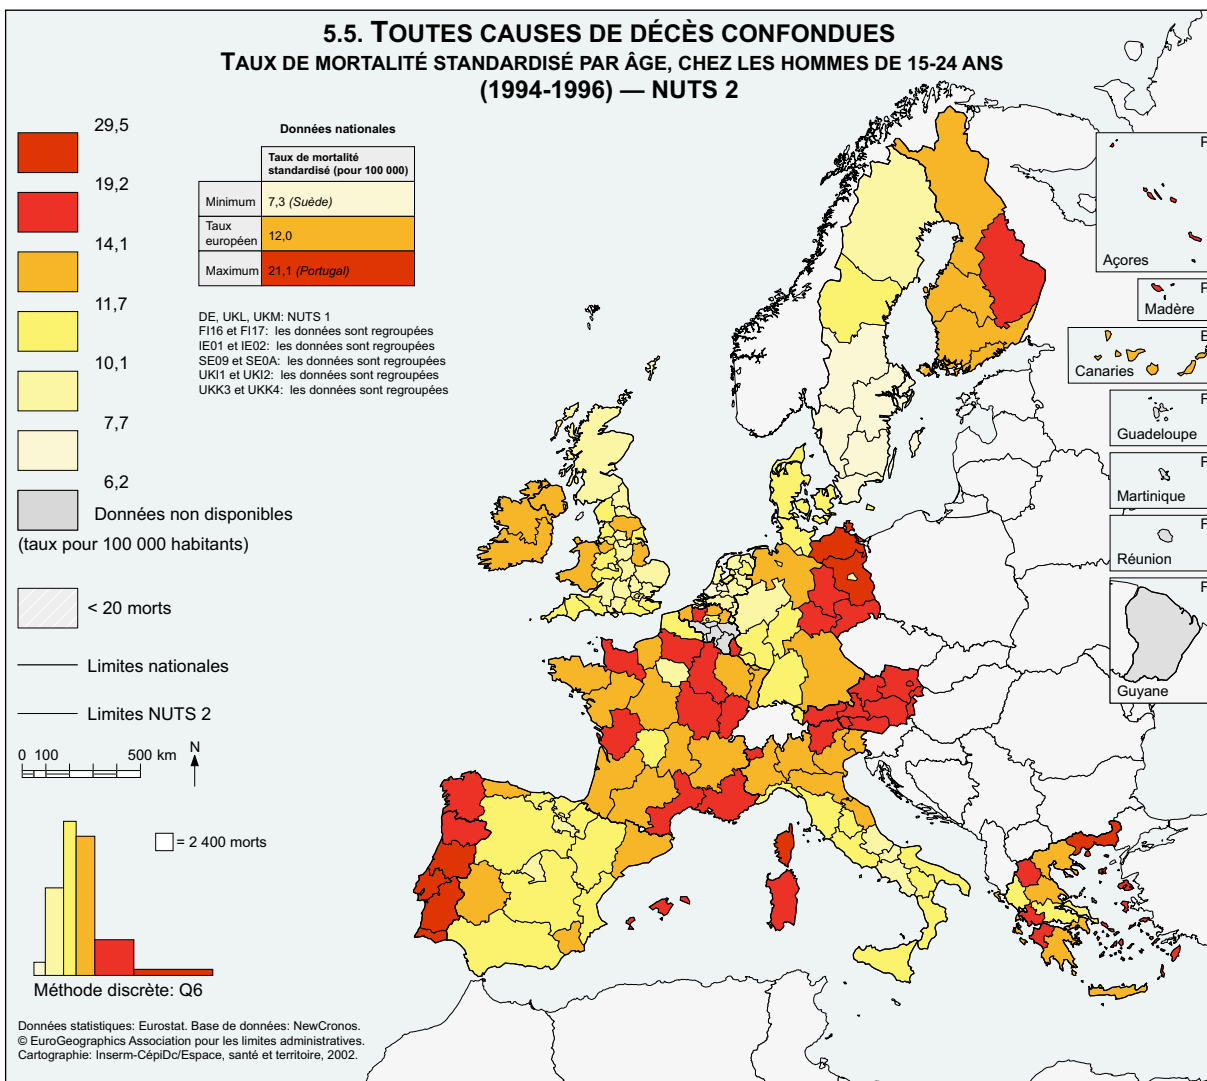 5.5. TOUTES CAUSES DE DÉCÈS CONFONDUES
TAUX DE MORTALITÉ STANDARDISÉ PAR ÂGE, CHEZ LES HOMMES DE 15-24 ANS
(1994-1996) — NUTS 2
29,5
19,2
14,1
11,7
10,1
7,7
6,2
Données non disponibles
(taux pour 100 000 habitants)
< 20 morts
Limites nationales
Limites NUTS 2
0 100 500 km
N
Données nationales
Taux de mortalité
standardisé (pour 100 000)
Minimum 7,3 (Suède)
Taux
européen 12,0
Maximum 21,1 (Portugal)
DE, UKL, UKM: NUTS 1
FI16 et FI17: les données sont regroupées
IE01 et IE02: les données sont regroupées
SE09 et SE0A: les données sont regroupées
UKI1 et UKI2: les données sont regroupées
UKK3 et UKK4: les données sont regroupées
P
Açores
P
Madère
E
Canaries
F
Guadeloupe
F
Martinique
F
Réunion
F
Guyane
= 2 400 morts
Méthode discrète: Q6
Données statistiques: Eurostat. Base de données: NewCronos.
© EuroGeographics Association pour les limites administratives.
Cartographie: Inserm-CépiDc/Espace, santé et territoire, 2002.